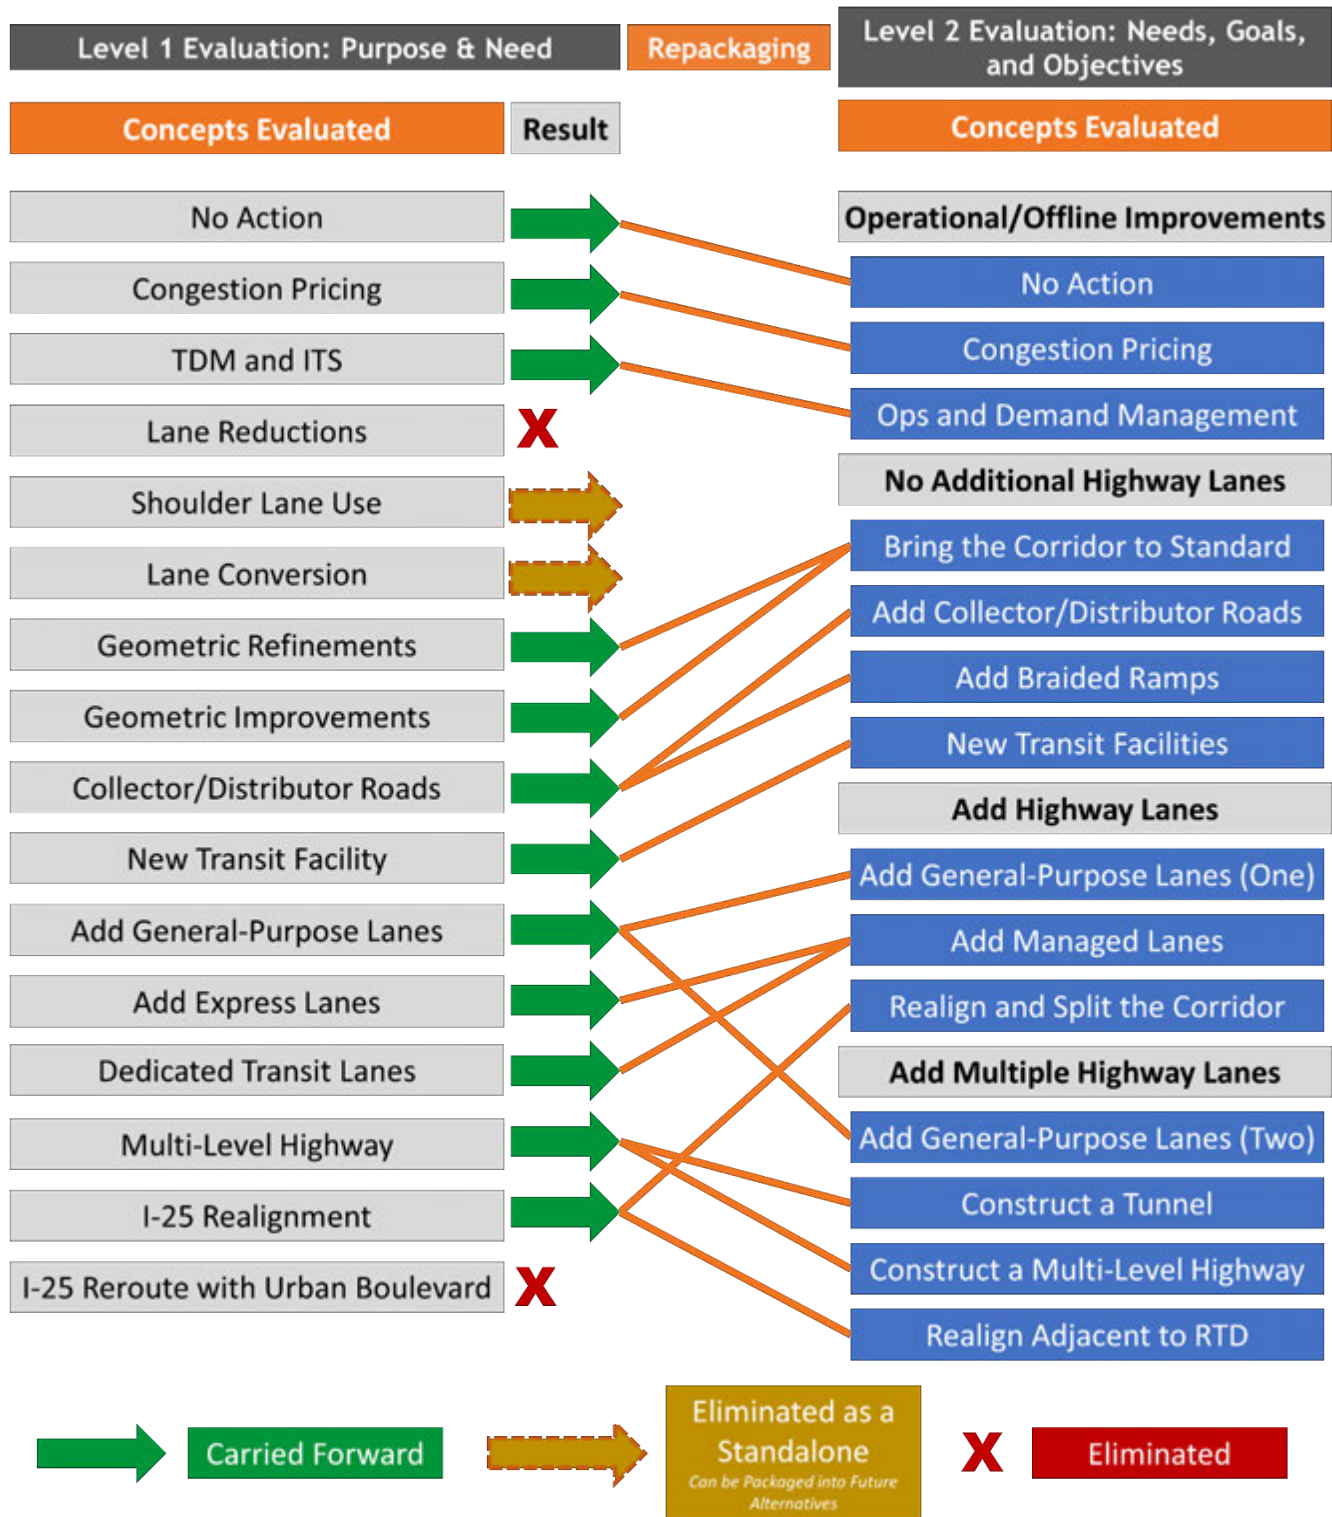 Level 1 Evaluation: Purpose & Need
Repackaging
Level 2 Evaluation: Needs, Goals,
and Objectives
Concepts Evaluated
Result
Concepts Evaluated
No Action
Congestion Pricing
TDM and ITS
Lane Reductions
X
Shoulder Lane Use
Lane Conversion
Geometric Refinements
Geometric Improvements
Collector/Distributor Roads
New Transit Facility
Add General-Purpose Lanes
Add Express Lanes
Dedicated Transit Lanes
Multi-Level Highway
I-25 Realignment
I-25 Reroute with Urban Boulevard
X
Operational/Offline Improvements
No Action
Congestion Pricing
Ops and Demand Management
No Additional Highway Lanes
Bring the Corridor to Standard
Add Collector/Distributor Roads
Add Braided Ramps
New Transit Facilities
Add Highway Lanes
Add General-Purpose Lanes (One)
Add Managed Lanes
Realign and Split the Corridor
Add Multiple Highway Lanes
Add General-Purpose Lanes (Two)
Construct a Tunnel
Construct a Multi-Level Highway
Realign Adjacent to RTD
Carried Forward
Eliminated as a
Standalone
Can be Packaged into Future
Alternatives
X
Eliminated